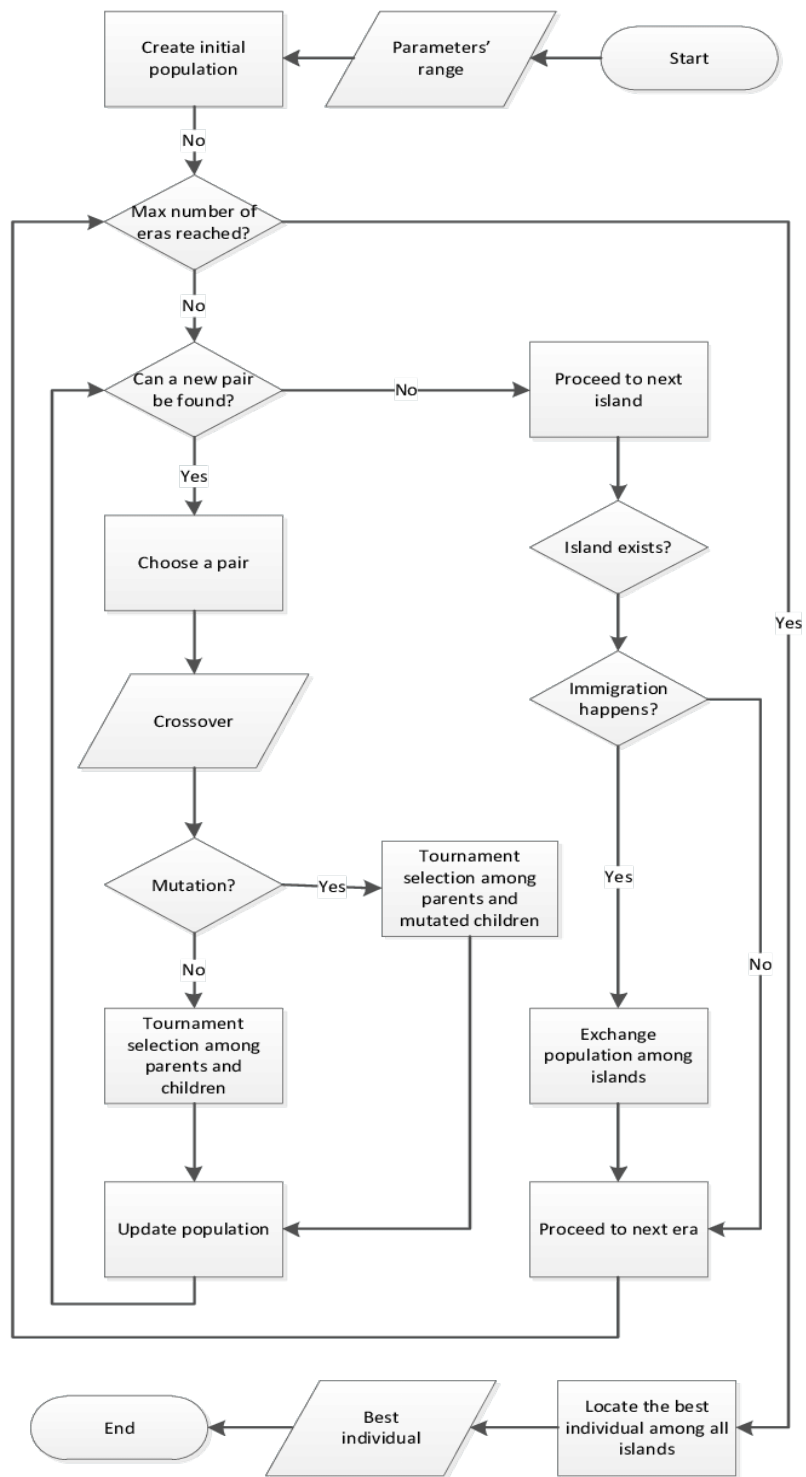 Create initial
population
Parameters'
range
Start
No
Max number of
eras reached?
No
Can a new pair
be found?
No
Proceed to next
island
Yes
Choose a pair
Island exists?
Yes
Immigration
happens?
Crossover
Mutation?
Yes
Tournament
selection among
parents and
mutated children
Yes
No
No
Tournament
selection among
parents and
children
Exchange
population among
islands
Update population
Proceed to next era
End
Best
individual
Locate the best
individual among all
islands